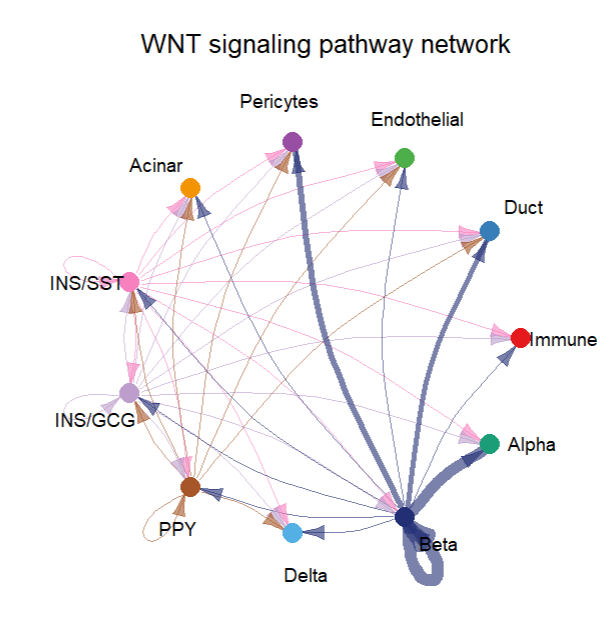 WNT signaling pathway network
Pericytes
Endothelial
Acinar
Duct
INS/SST
Immune
INS/GCG
Alpha
PPY
Beta
Delta